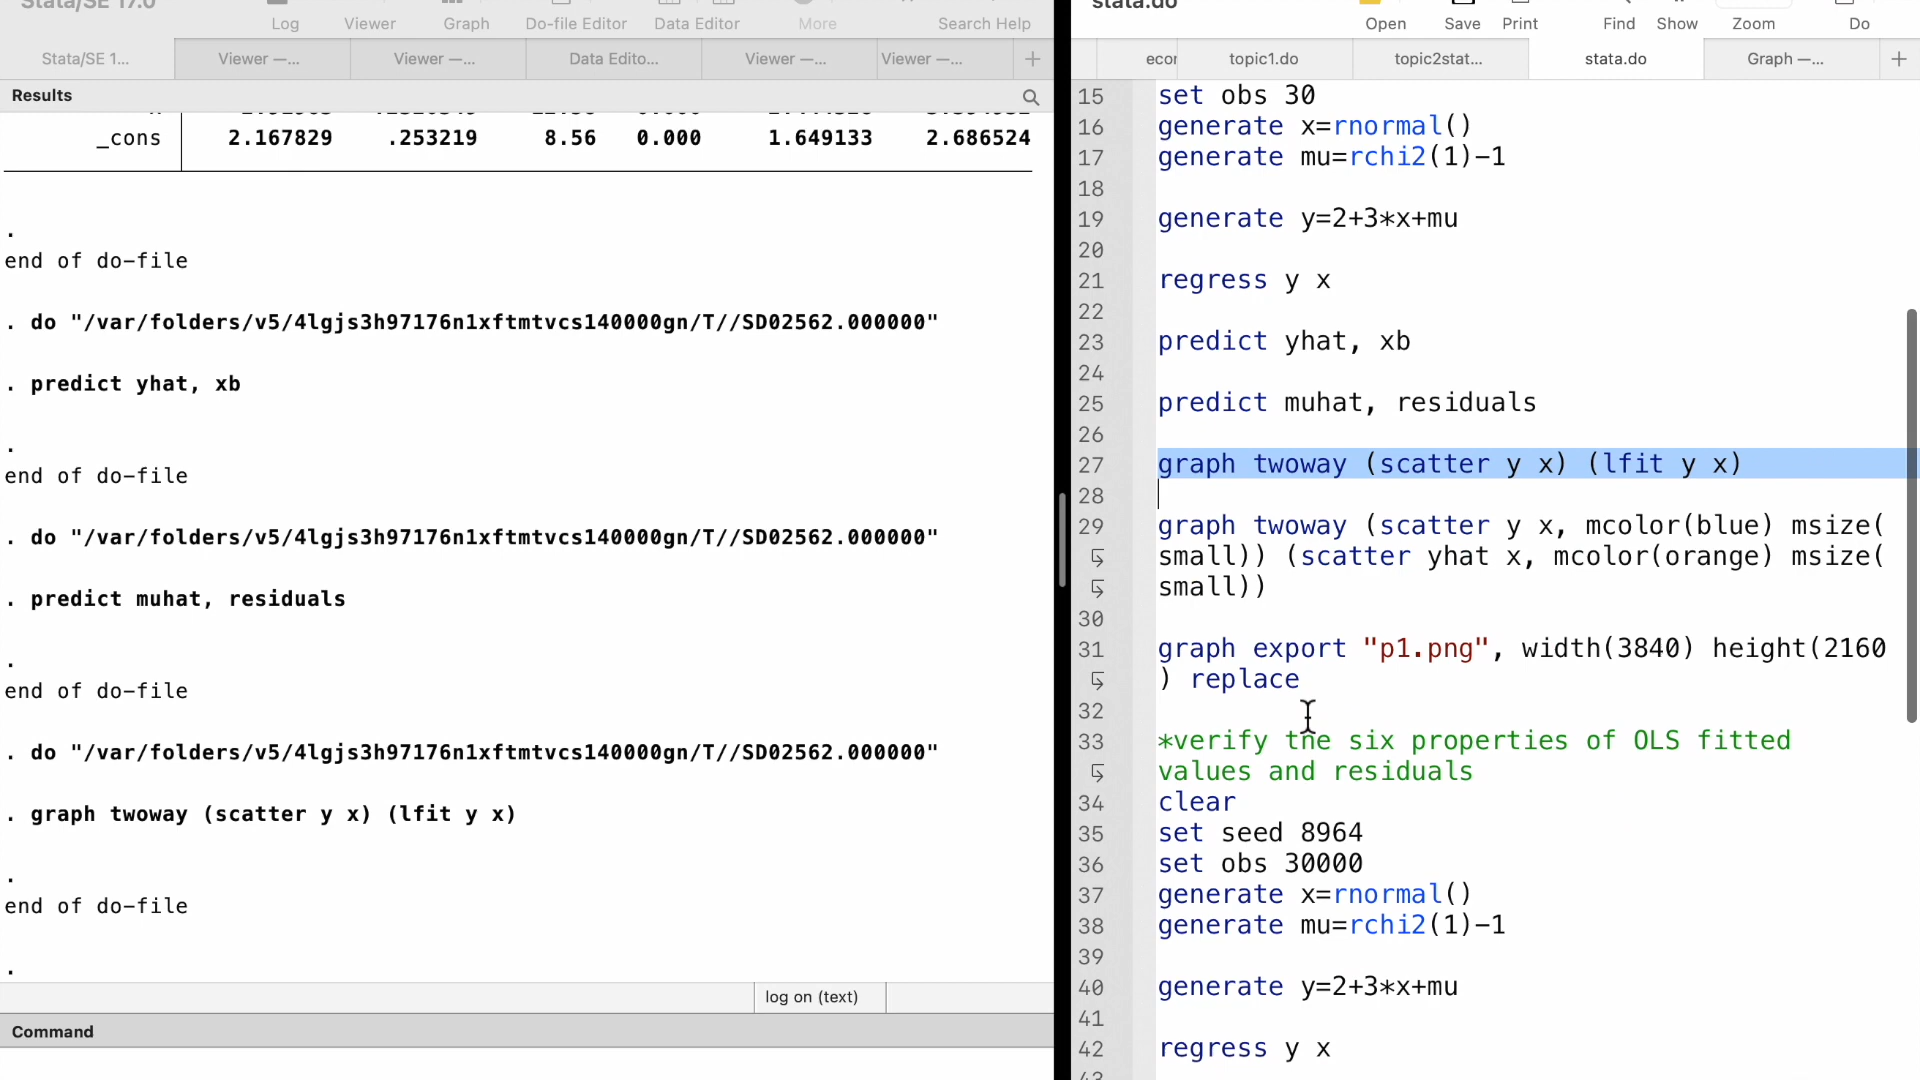 Stata/SE 17.0
Log Viewer Graph Do-file Editor Data Editor More Search Help
Stata/SE 1... Viewer —... Viewer —... Data Edito... Viewer —... Viewer —... +
Results
_cons 2.167829 .253219 8.56 0.000 1.649133 2.686524
.
end of do-file
. do "/var/folders/v5/4lgjs3h97176n1xftmtvcs140000gn/T//SD02562.000000"
. predict yhat, xb
.
end of do-file
. do "/var/folders/v5/4lgjs3h97176n1xftmtvcs140000gn/T//SD02562.000000"
. predict muhat, residuals
.
end of do-file
. do "/var/folders/v5/4lgjs3h97176n1xftmtvcs140000gn/T//SD02562.000000"
. graph twoway (scatter y x) (lfit y x)
.
end of do-file
.
log on (text)
Command
stata.do
Open Save Print Find Show Zoom Do
econ topic1.do topic2stat... stata.do Graph —... +
15 set obs 30
16 generate x=rnormal()
17 generate mu=rchi2(1)-1
18
19 generate y=2+3*x+mu
20
21 regress y x
22
23 predict yhat, xb
24
25 predict muhat, residuals
26
27 graph twoway (scatter y x) (lfit y x)
28
29 graph twoway (scatter y x, mcolor(blue) msize(
small)) (scatter yhat x, mcolor(orange) msize(
small))
30
31 graph export "p1.png", width(3840) height(2160
) replace
32
33 *verify the six properties of OLS fitted
values and residuals
34 clear
35 set seed 8964
36 set obs 30000
37 generate x=rnormal()
38 generate mu=rchi2(1)-1
39
40 generate y=2+3*x+mu
41
42 regress y x
43